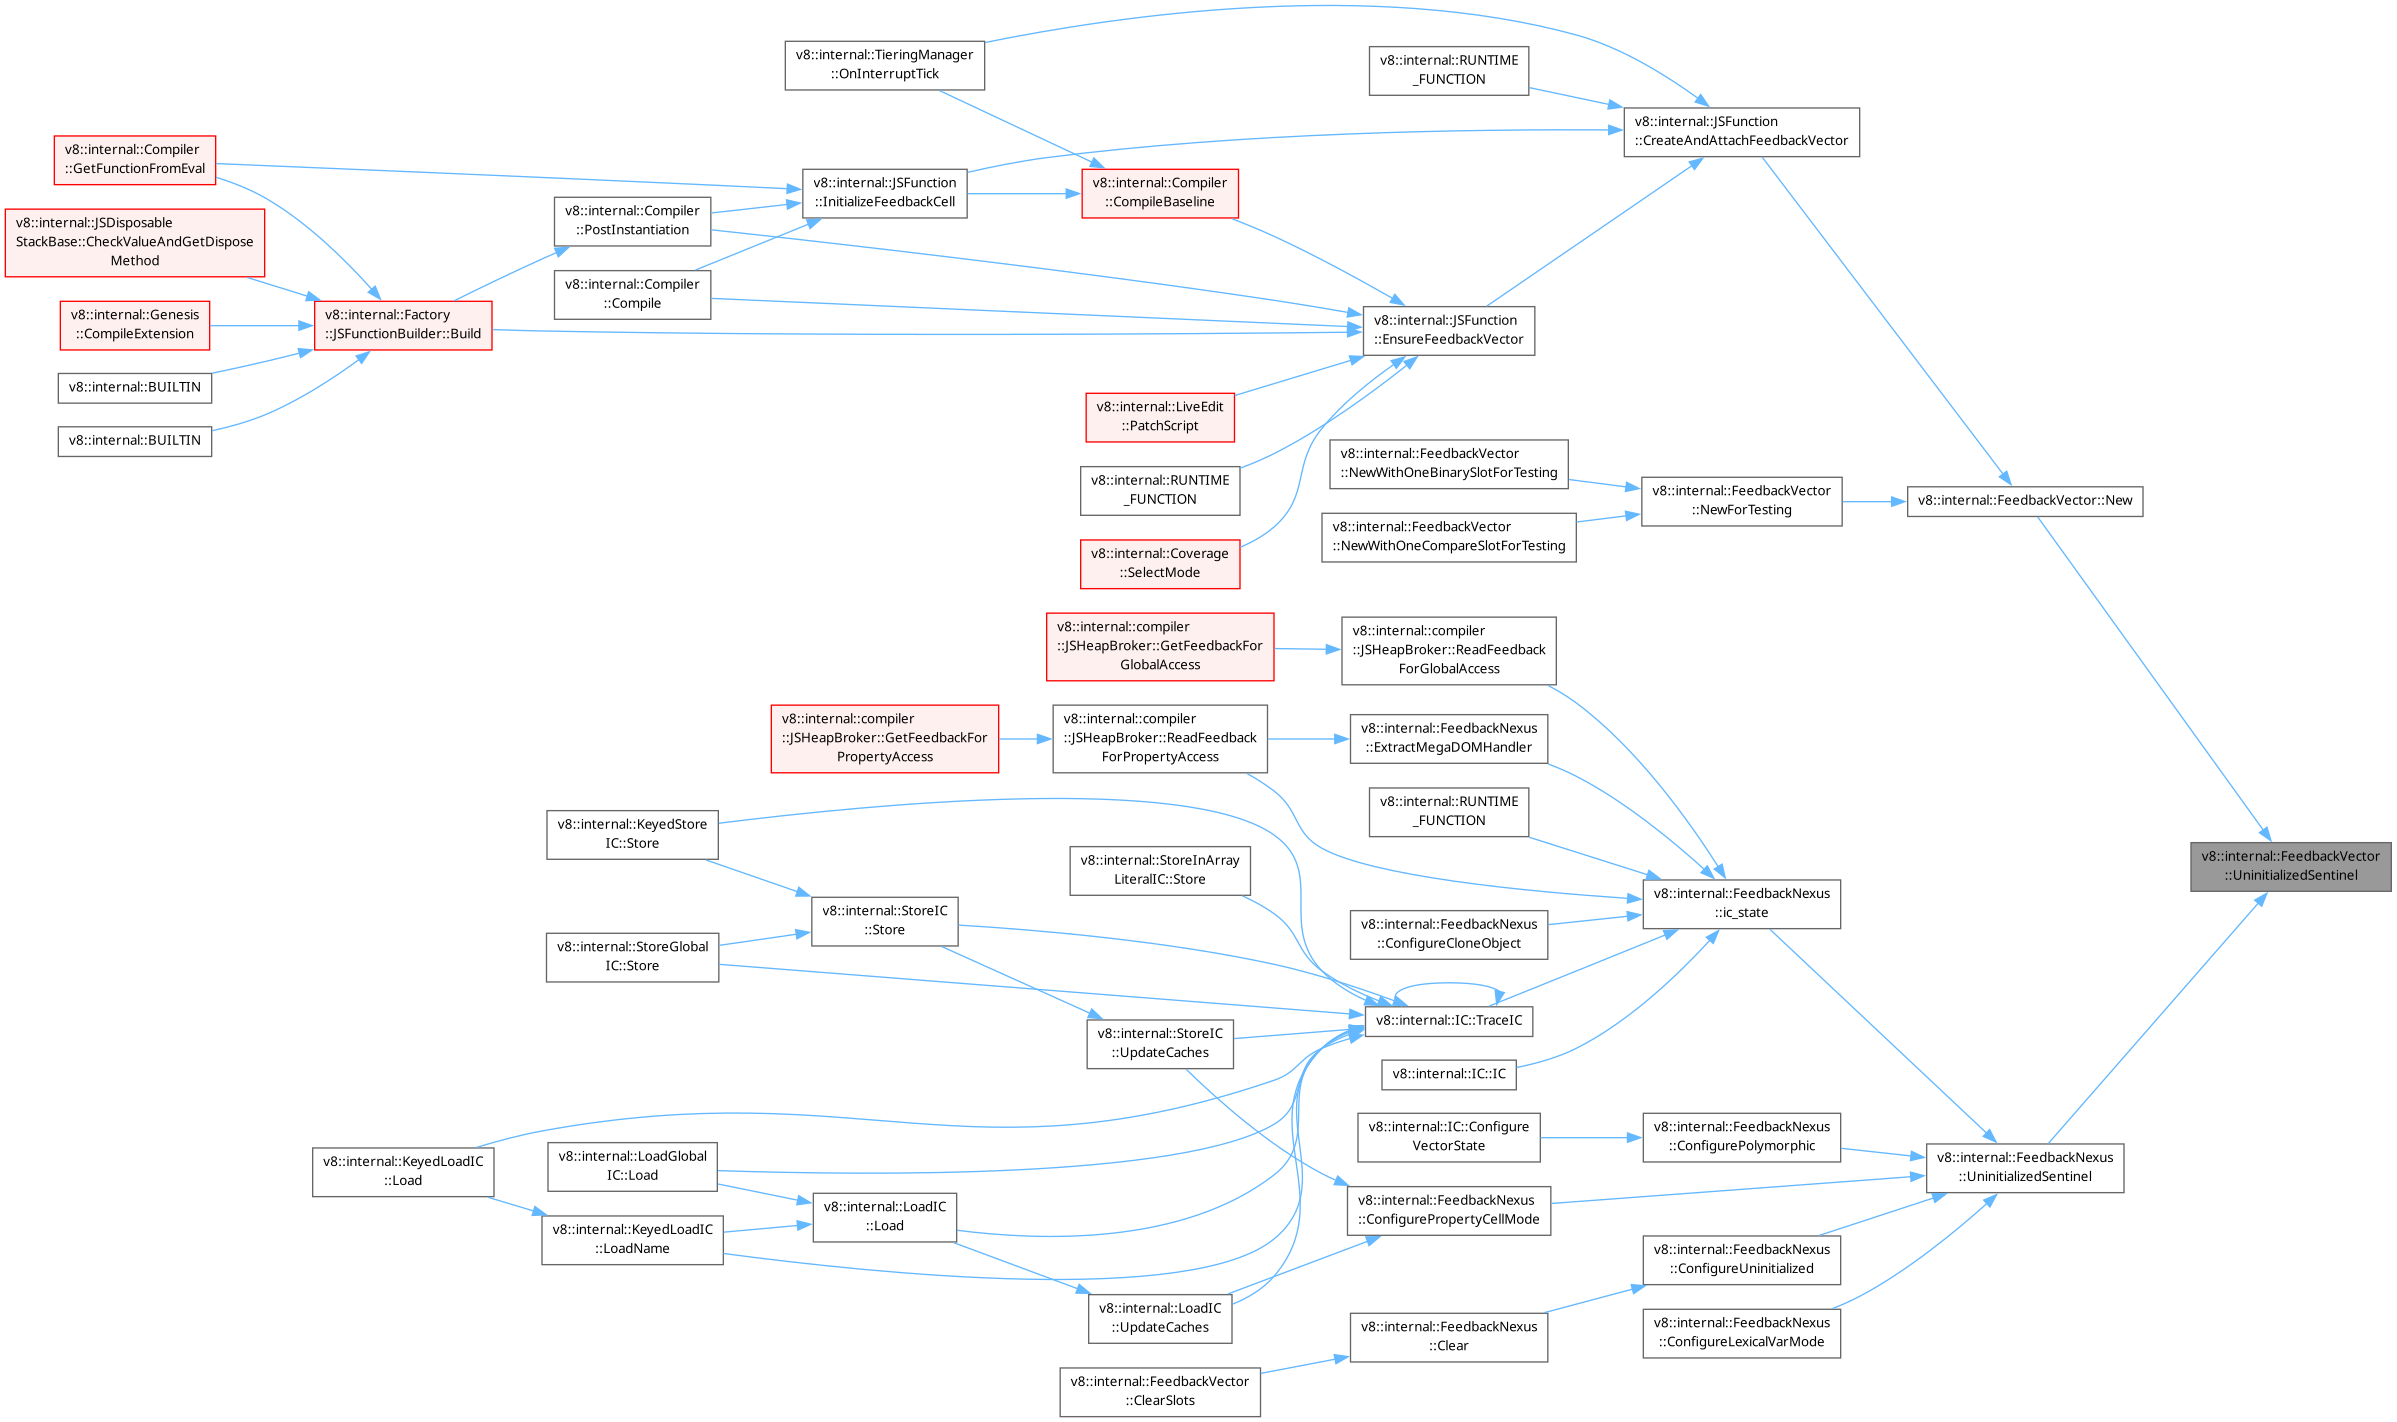 v8::internal::TieringManager
::OnInterruptTick
v8::internal::RUNTIME
_FUNCTION
v8::internal::JSFunction
::CreateAndAttachFeedbackVector
v8::internal::Compiler
::GetFunctionFromEval
v8::internal::JSFunction
::InitializeFeedbackCell
v8::internal::Compiler
::CompileBaseline
v8::internal::JSDisposable
StackBase::CheckValueAndGetDispose
Method
v8::internal::Compiler
::PostInstantiation
v8::internal::Compiler
::Compile
v8::internal::Genesis
::CompileExtension
v8::internal::Factory
::JSFunctionBuilder::Build
v8::internal::JSFunction
::EnsureFeedbackVector
v8::internal::BUILTIN
v8::internal::BUILTIN
v8::internal::LiveEdit
::PatchScript
v8::internal::RUNTIME
_FUNCTION
v8::internal::Coverage
::SelectMode
v8::internal::FeedbackVector
::NewWithOneBinarySlotForTesting
v8::internal::FeedbackVector
::NewWithOneCompareSlotForTesting
v8::internal::FeedbackVector
::NewForTesting
v8::internal::FeedbackVector::New
v8::internal::compiler
::JSHeapBroker::GetFeedbackFor
GlobalAccess
v8::internal::compiler
::JSHeapBroker::ReadFeedback
ForGlobalAccess
v8::internal::compiler
::JSHeapBroker::GetFeedbackFor
PropertyAccess
v8::internal::compiler
::JSHeapBroker::ReadFeedback
ForPropertyAccess
v8::internal::FeedbackNexus
::ExtractMegaDOMHandler
v8::internal::RUNTIME
_FUNCTION
v8::internal::KeyedStore
IC::Store
v8::internal::StoreInArray
LiteralIC::Store
v8::internal::FeedbackVector
::UninitializedSentinel
v8::internal::FeedbackNexus
::ic_state
v8::internal::StoreIC
::Store
v8::internal::FeedbackNexus
::ConfigureCloneObject
v8::internal::StoreGlobal
IC::Store
v8::internal::IC::TraceIC
v8::internal::StoreIC
::UpdateCaches
v8::internal::IC::IC
v8::internal::IC::Configure
VectorState
v8::internal::FeedbackNexus
::ConfigurePolymorphic
v8::internal::FeedbackNexus
::UninitializedSentinel
v8::internal::KeyedLoadIC
::Load
v8::internal::LoadGlobal
IC::Load
v8::internal::LoadIC
::Load
v8::internal::FeedbackNexus
::ConfigurePropertyCellMode
v8::internal::KeyedLoadIC
::LoadName
v8::internal::FeedbackNexus
::ConfigureUninitialized
v8::internal::LoadIC
::UpdateCaches
v8::internal::FeedbackNexus
::Clear
v8::internal::FeedbackNexus
::ConfigureLexicalVarMode
v8::internal::FeedbackVector
::ClearSlots